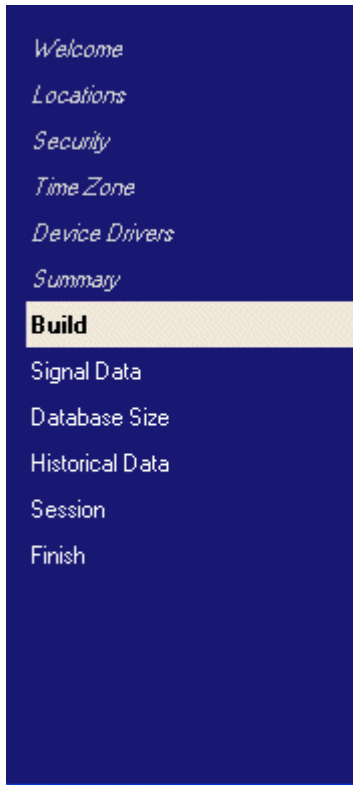 Welcome
Locations
Security
Time Zone
Device Drivers
Summary
Build
Signal Data
Database Size
Historical Data
Session
Finish